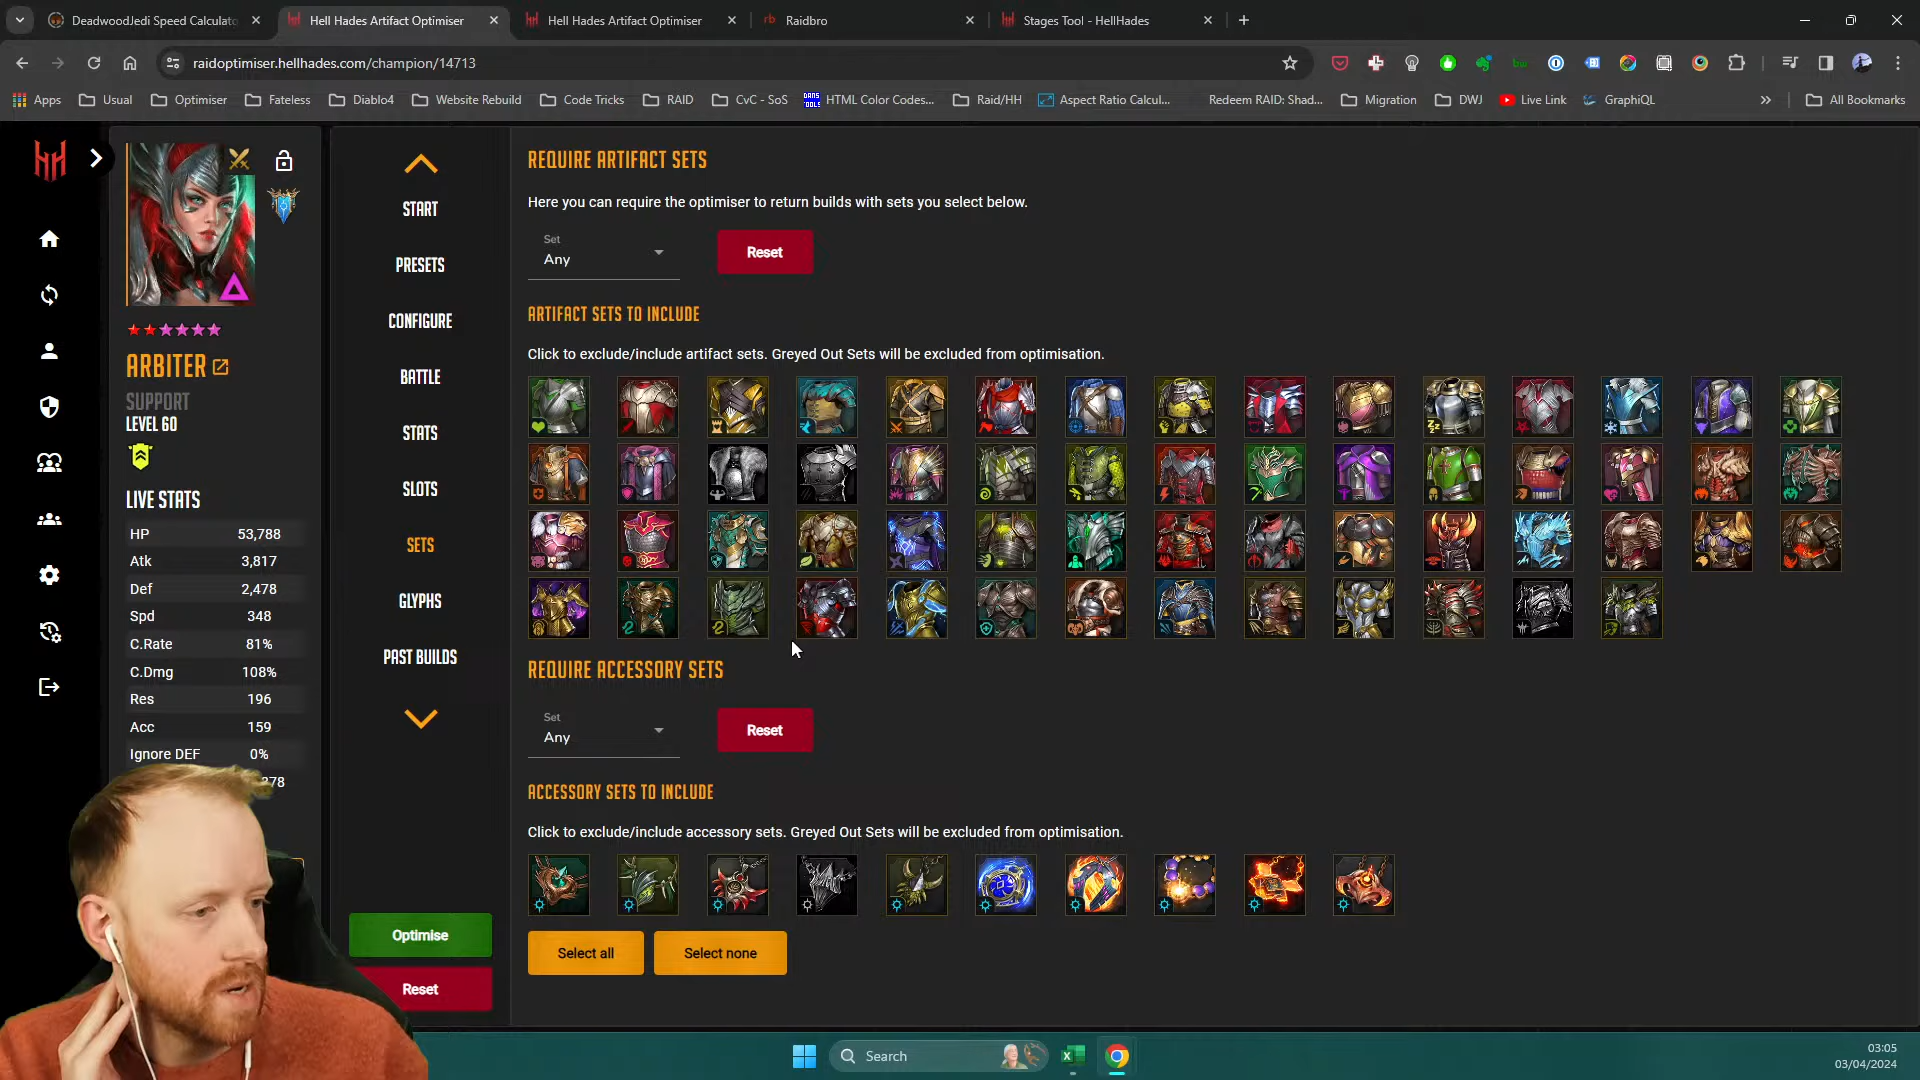 DeadwoodJedi Speed Calculato
Hell Hades Artifact Optimiser
Hell Hades Artifact Optimiser
Raidbro
Stages Tool - HellHades
raidoptimiser.hellhades.com/champion/14713
Apps
Usual
Optimiser
Fateless
Diablo4
Website Rebuild
Code Tricks
RAID
CvC - SoS
HTML Color Codes...
Raid/HH
Aspect Ratio Calcul...
Redeem RAID: Shad...
Migration
DWJ
Live Link
GraphiQL
All Bookmarks
ARBITER
SUPPORT
LEVEL 60
LIVE STATS
HP 53,788
Atk 3,817
Def 2,478
Spd 348
C.Rate 81%
C.Dmg 108%
Res 196
Acc 159
Ignore DEF 0%
START
PRESETS
CONFIGURE
BATTLE
STATS
SLOTS
SETS
GLYPHS
PAST BUILDS
Optimise
Reset
REQUIRE ARTIFACT SETS
Here you can require the optimiser to return builds with sets you select below.
Set
Any
Reset
ARTIFACT SETS TO INCLUDE
Click to exclude/include artifact sets. Greyed Out Sets will be excluded from optimisation.
REQUIRE ACCESSORY SETS
Set
Any
Reset
ACCESSORY SETS TO INCLUDE
Click to exclude/include accessory sets. Greyed Out Sets will be excluded from optimisation.
Select all
Select none
Search
03:05
03/04/2024